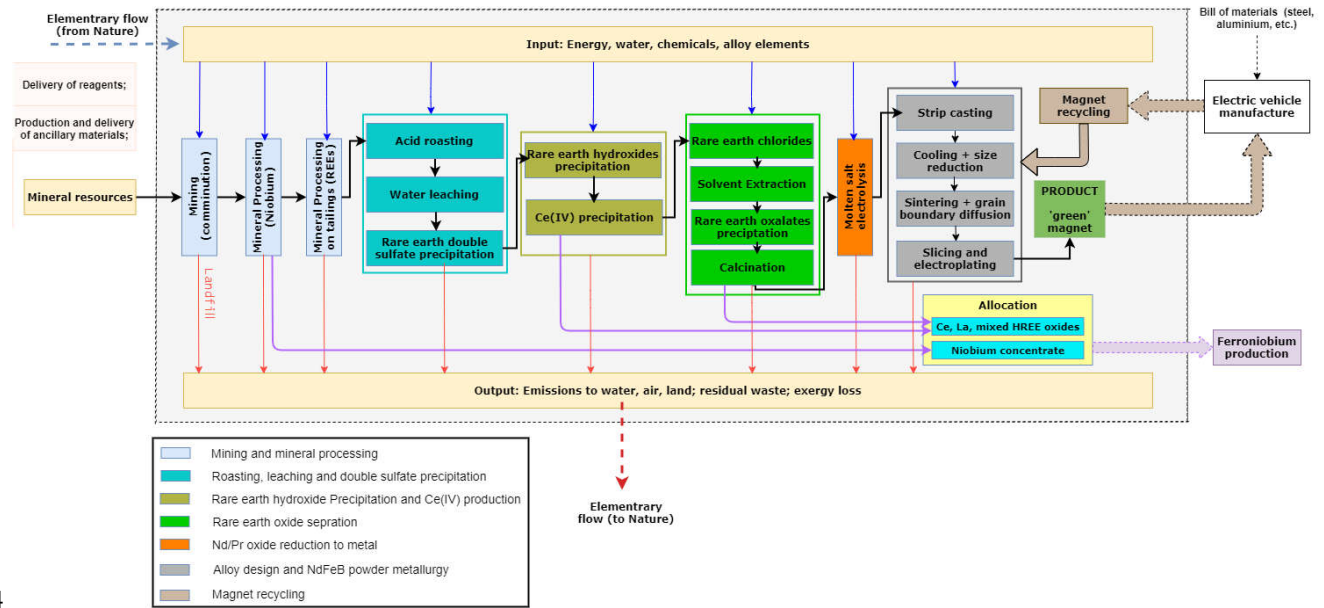 Elementrary flow
(from Nature)
Input: Energy, water, chemicals, alloy elements
Bill of materials (steel,
aluminium, etc.)
Delivery of reagents;
Production and delivery
of ancillary materials;
Mineral resources
Mining
(comminution)
Mineral Processing
(Niobium)
Mineral Processing
on tailings (REEs)
Acid roasting
Water leaching
Rare earth double
sulfate precipitation
Rare earth hydroxides
precipitation
Ce(IV) precipitation
Rare earth chlorides
Solvent Extraction
Rare earth oxalates
preciptation
Calcination
Molten salt
electrolysis
Strip casting
Cooling + size
reduction
Sintering + grain
boundary diffusion
Slicing and
electroplating
Magnet
recycling
Electric vehicle
manufacture
PRODUCT
'green'
magnet
Landfill
Allocation
Ce, La, mixed HREE oxides
Niobium concentrate
Ferroniobium
production
Output: Emissions to water, air, land; residual waste; exergy loss
Elementrary
flow (to Nature)
Mining and mineral processing
Roasting, leaching and double sulfate precipitation
Rare earth hydroxide Precipitation and Ce(IV) production
Rare earth oxide sepration
Nd/Pr oxide reduction to metal
Alloy design and NdFeB powder metallurgy
Magnet recycling
4